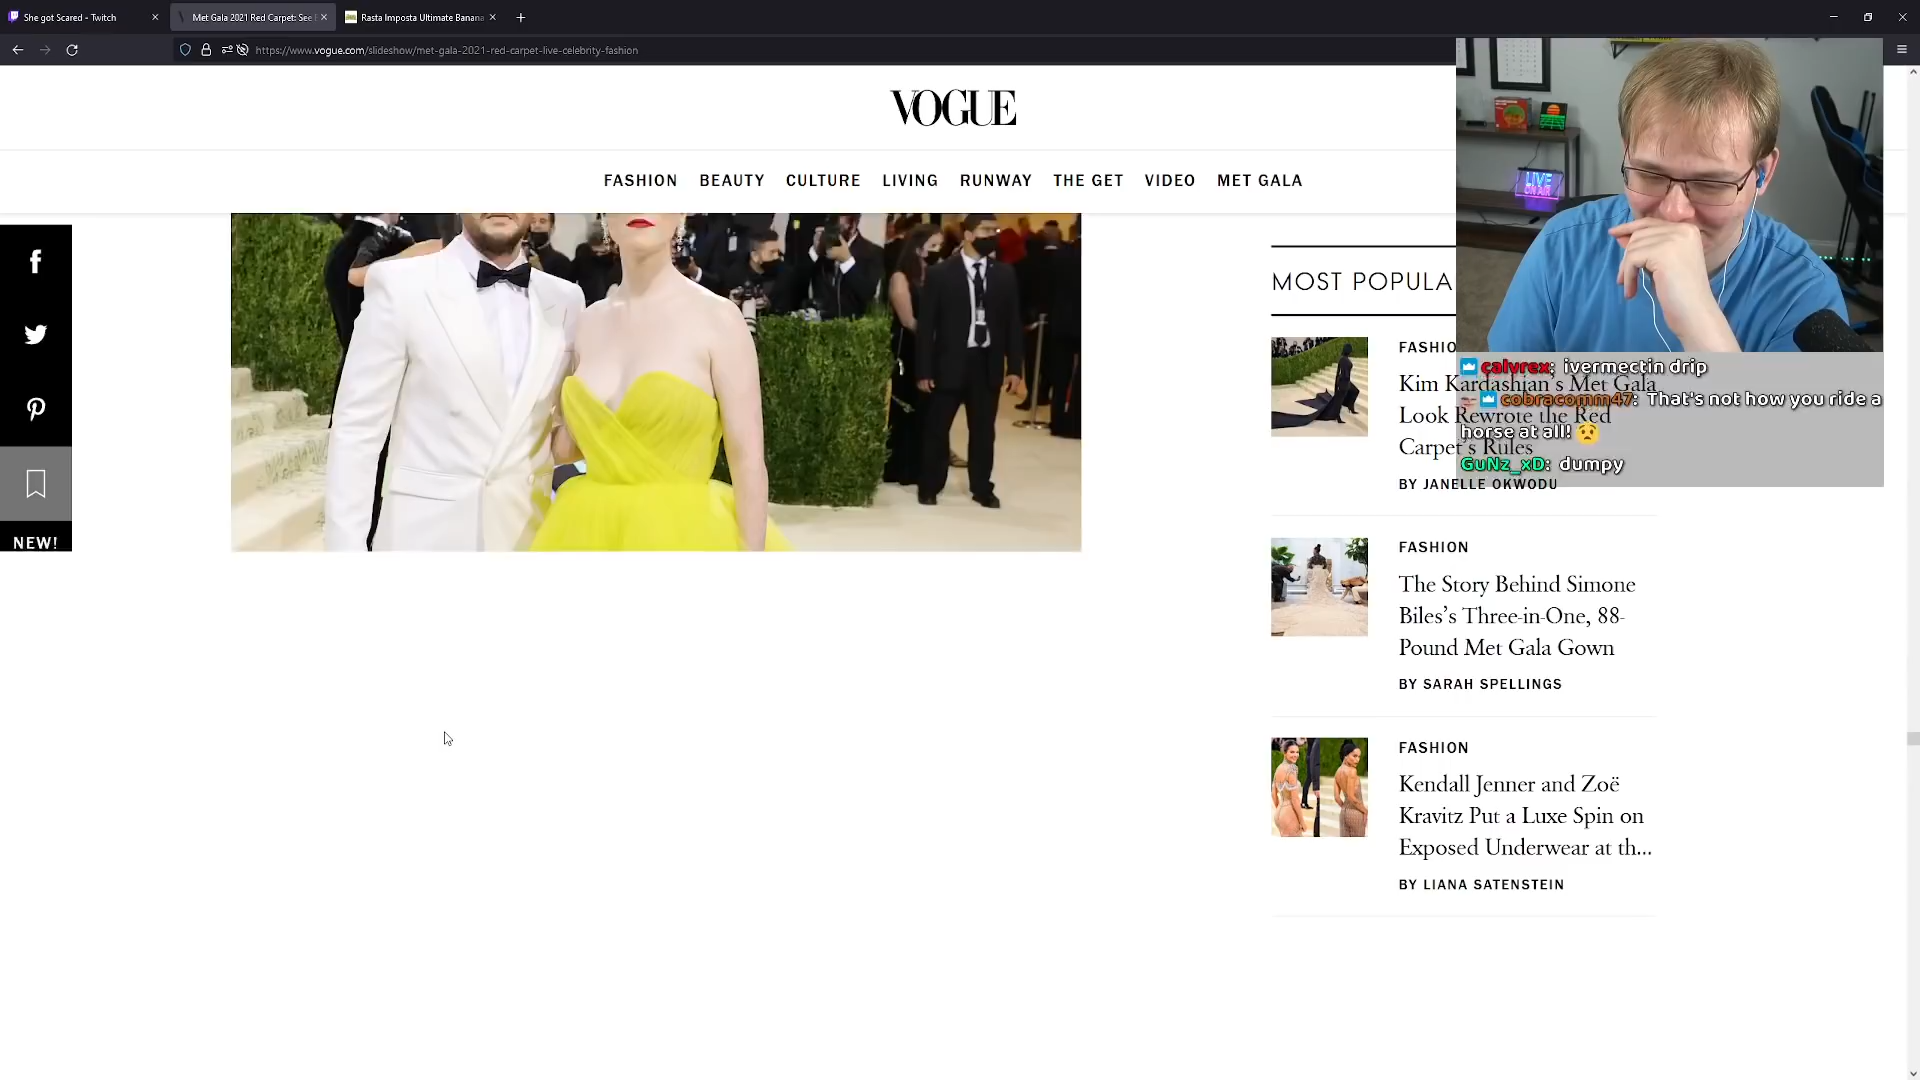 She got Scared - Twitch
Met Gala 2021 Red Carpet: See
Rasta Imposta Ultimate Banana
https://www.vogue.com/slideshow/met-gala-2021-red-carpet-live-celebrity-fashion
VOGUE
FASHION BEAUTY CULTURE LIVING RUNWAY THE GET VIDEO MET GALA
NEW!
MOST POPULA
FASHIO
Kim Kardashian's Met Gala
Look Rewrote the Red
Carpet's Rules
BY JANELLE OKWODU
FASHION
The Story Behind Simone
Biles's Three-in-One, 88-
Pound Met Gala Gown
BY SARAH SPELLINGS
FASHION
Kendall Jenner and Zoë
Kravitz Put a Luxe Spin on
Exposed Underwear at th...
BY LIANA SATENSTEIN
LIVE
ON AIR
calvrex: ivermectin drip
cobracomm47: That's not how you ride a
horse at all!
GuNz_xD: dumpy